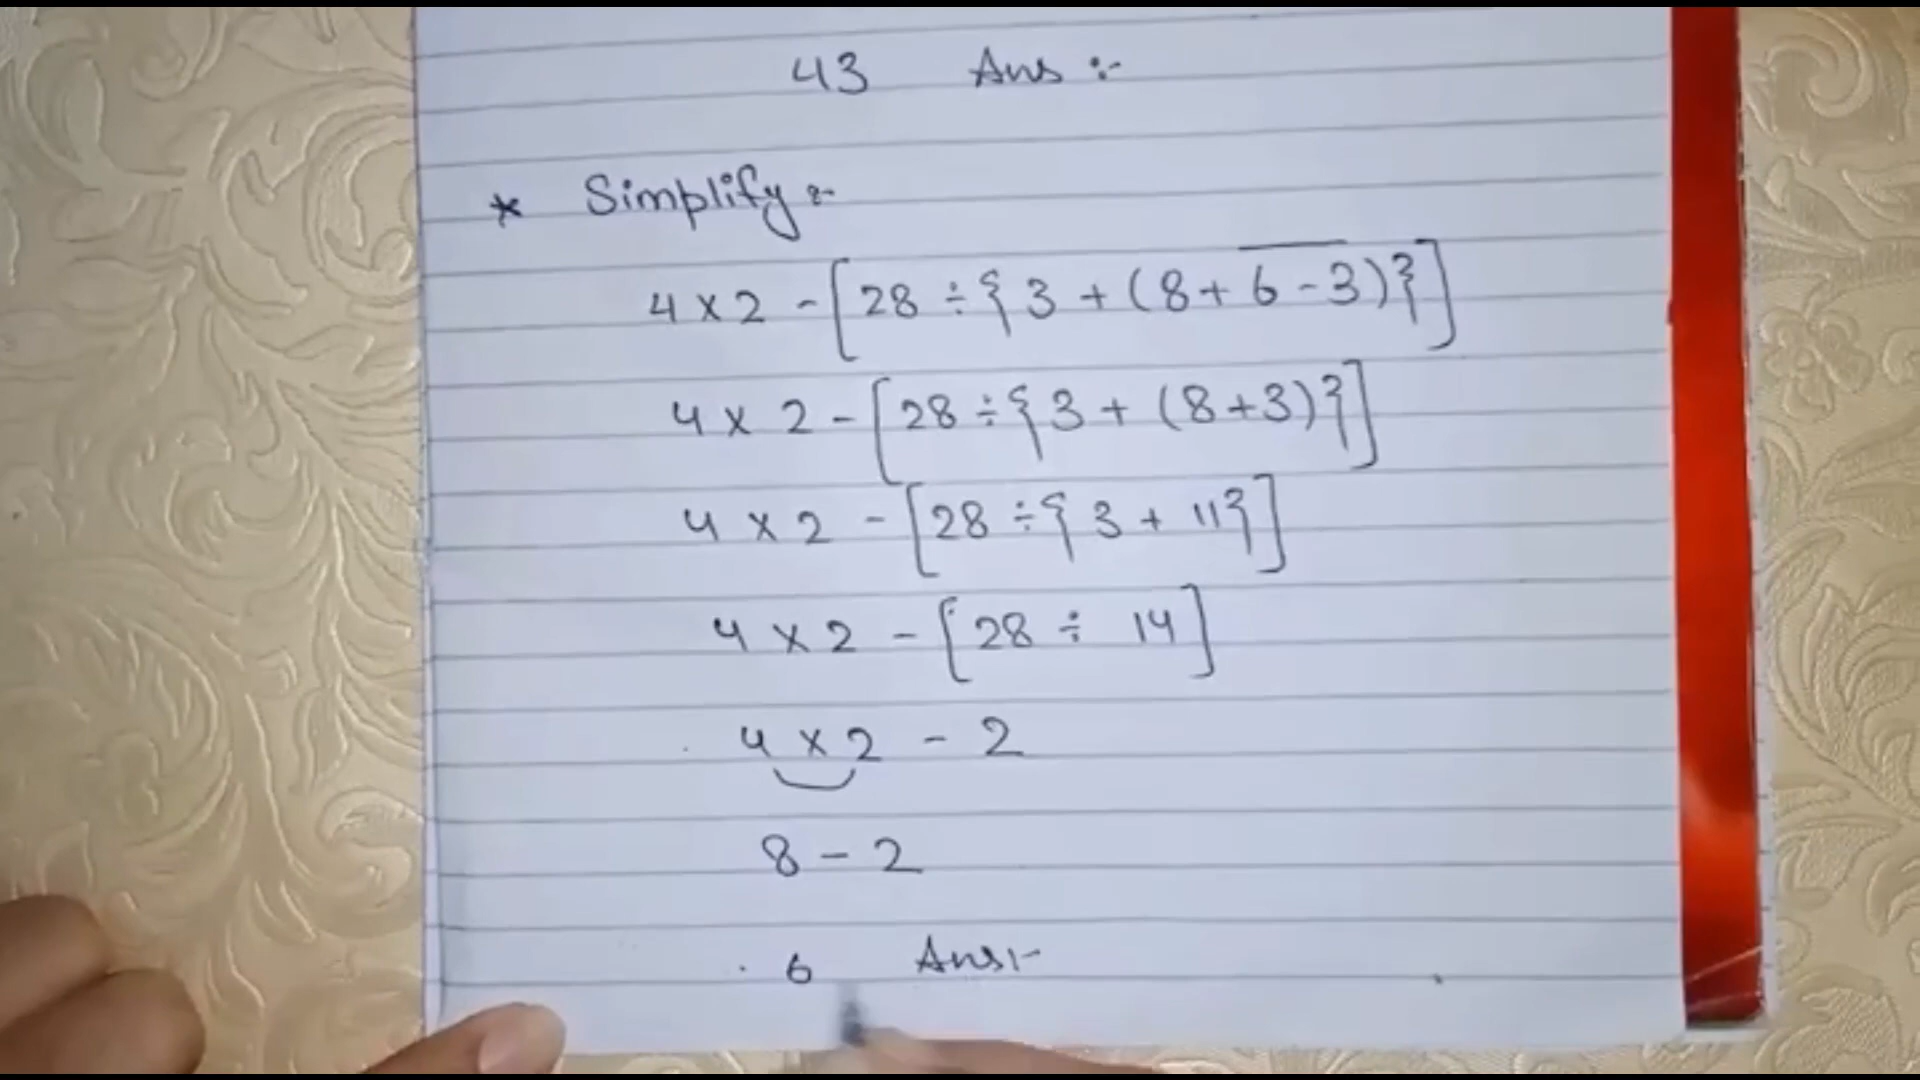 43 Ans :-
* Simplify :-
4 × 2 - [28 ÷ {3 + (8 + 6̅ ̅-̅ ̅3̅)}]
4 × 2 - [28 ÷ {3 + (8+3)}]
4 × 2 - [28 ÷ {3 + 11}]
4 × 2 - [28 ÷ 14]
4 × 2 - 2
8 - 2
6 Ans:-